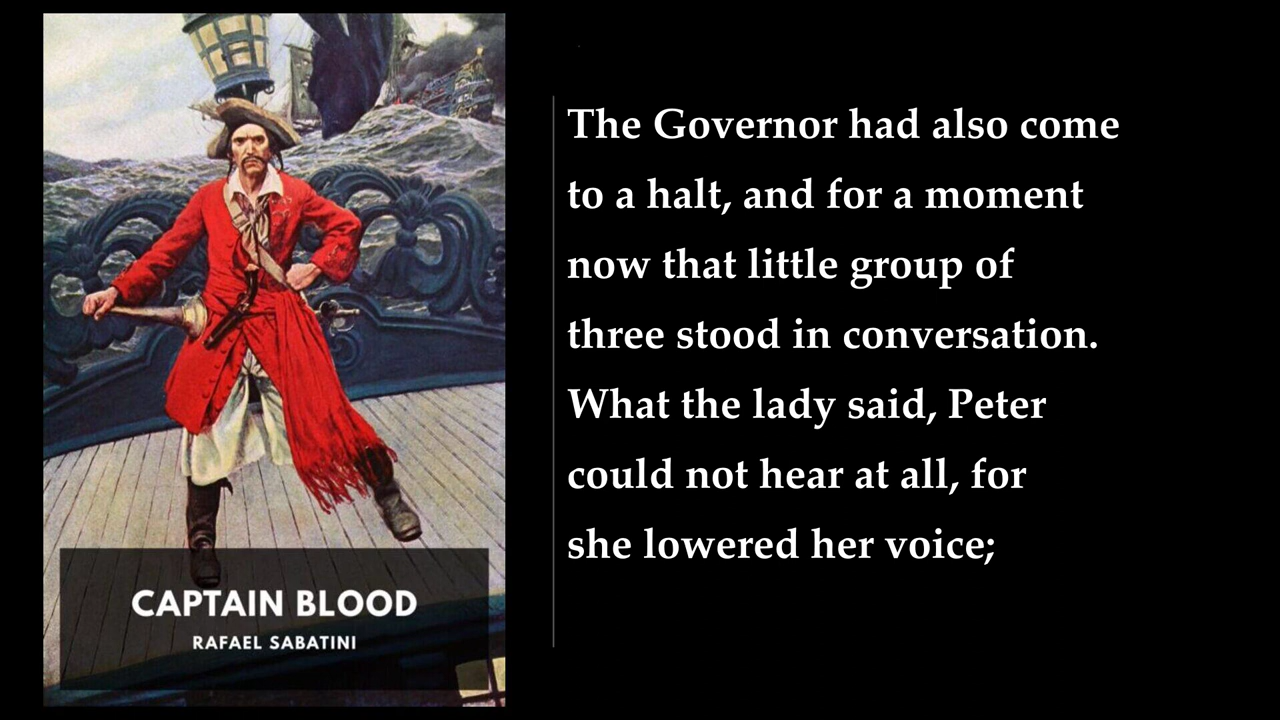 CAPTAIN BLOOD
RAFAEL SABATINI
The Governor had also come
to a halt, and for a moment
now that little group of
three stood in conversation.
What the lady said, Peter
could not hear at all, for
she lowered her voice;